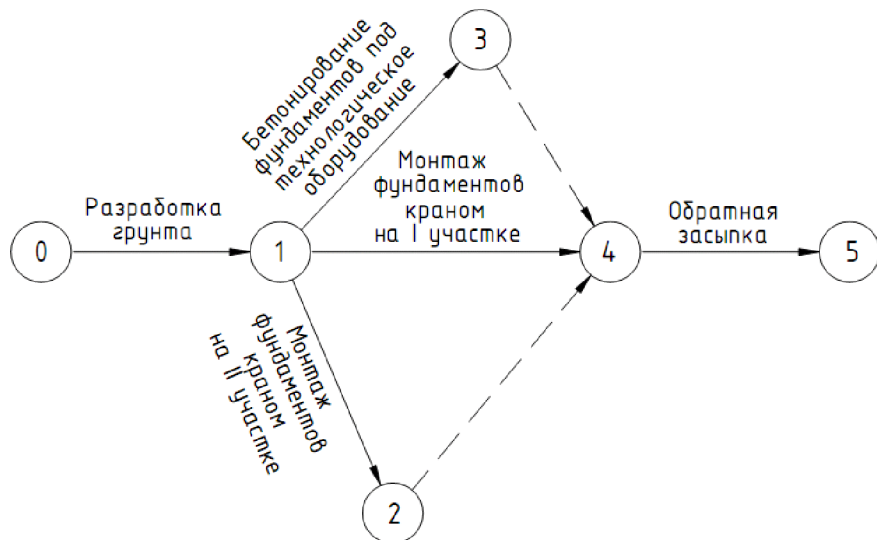 3
Бетонирование
фундаментов под
технологическое
оборудование
0
Разработка
грунта
1
Монтаж
фундаментов
краном
на I участке
4
Обратная
засыпка
5
Монтаж
фундаментов
краном
на II участке
2